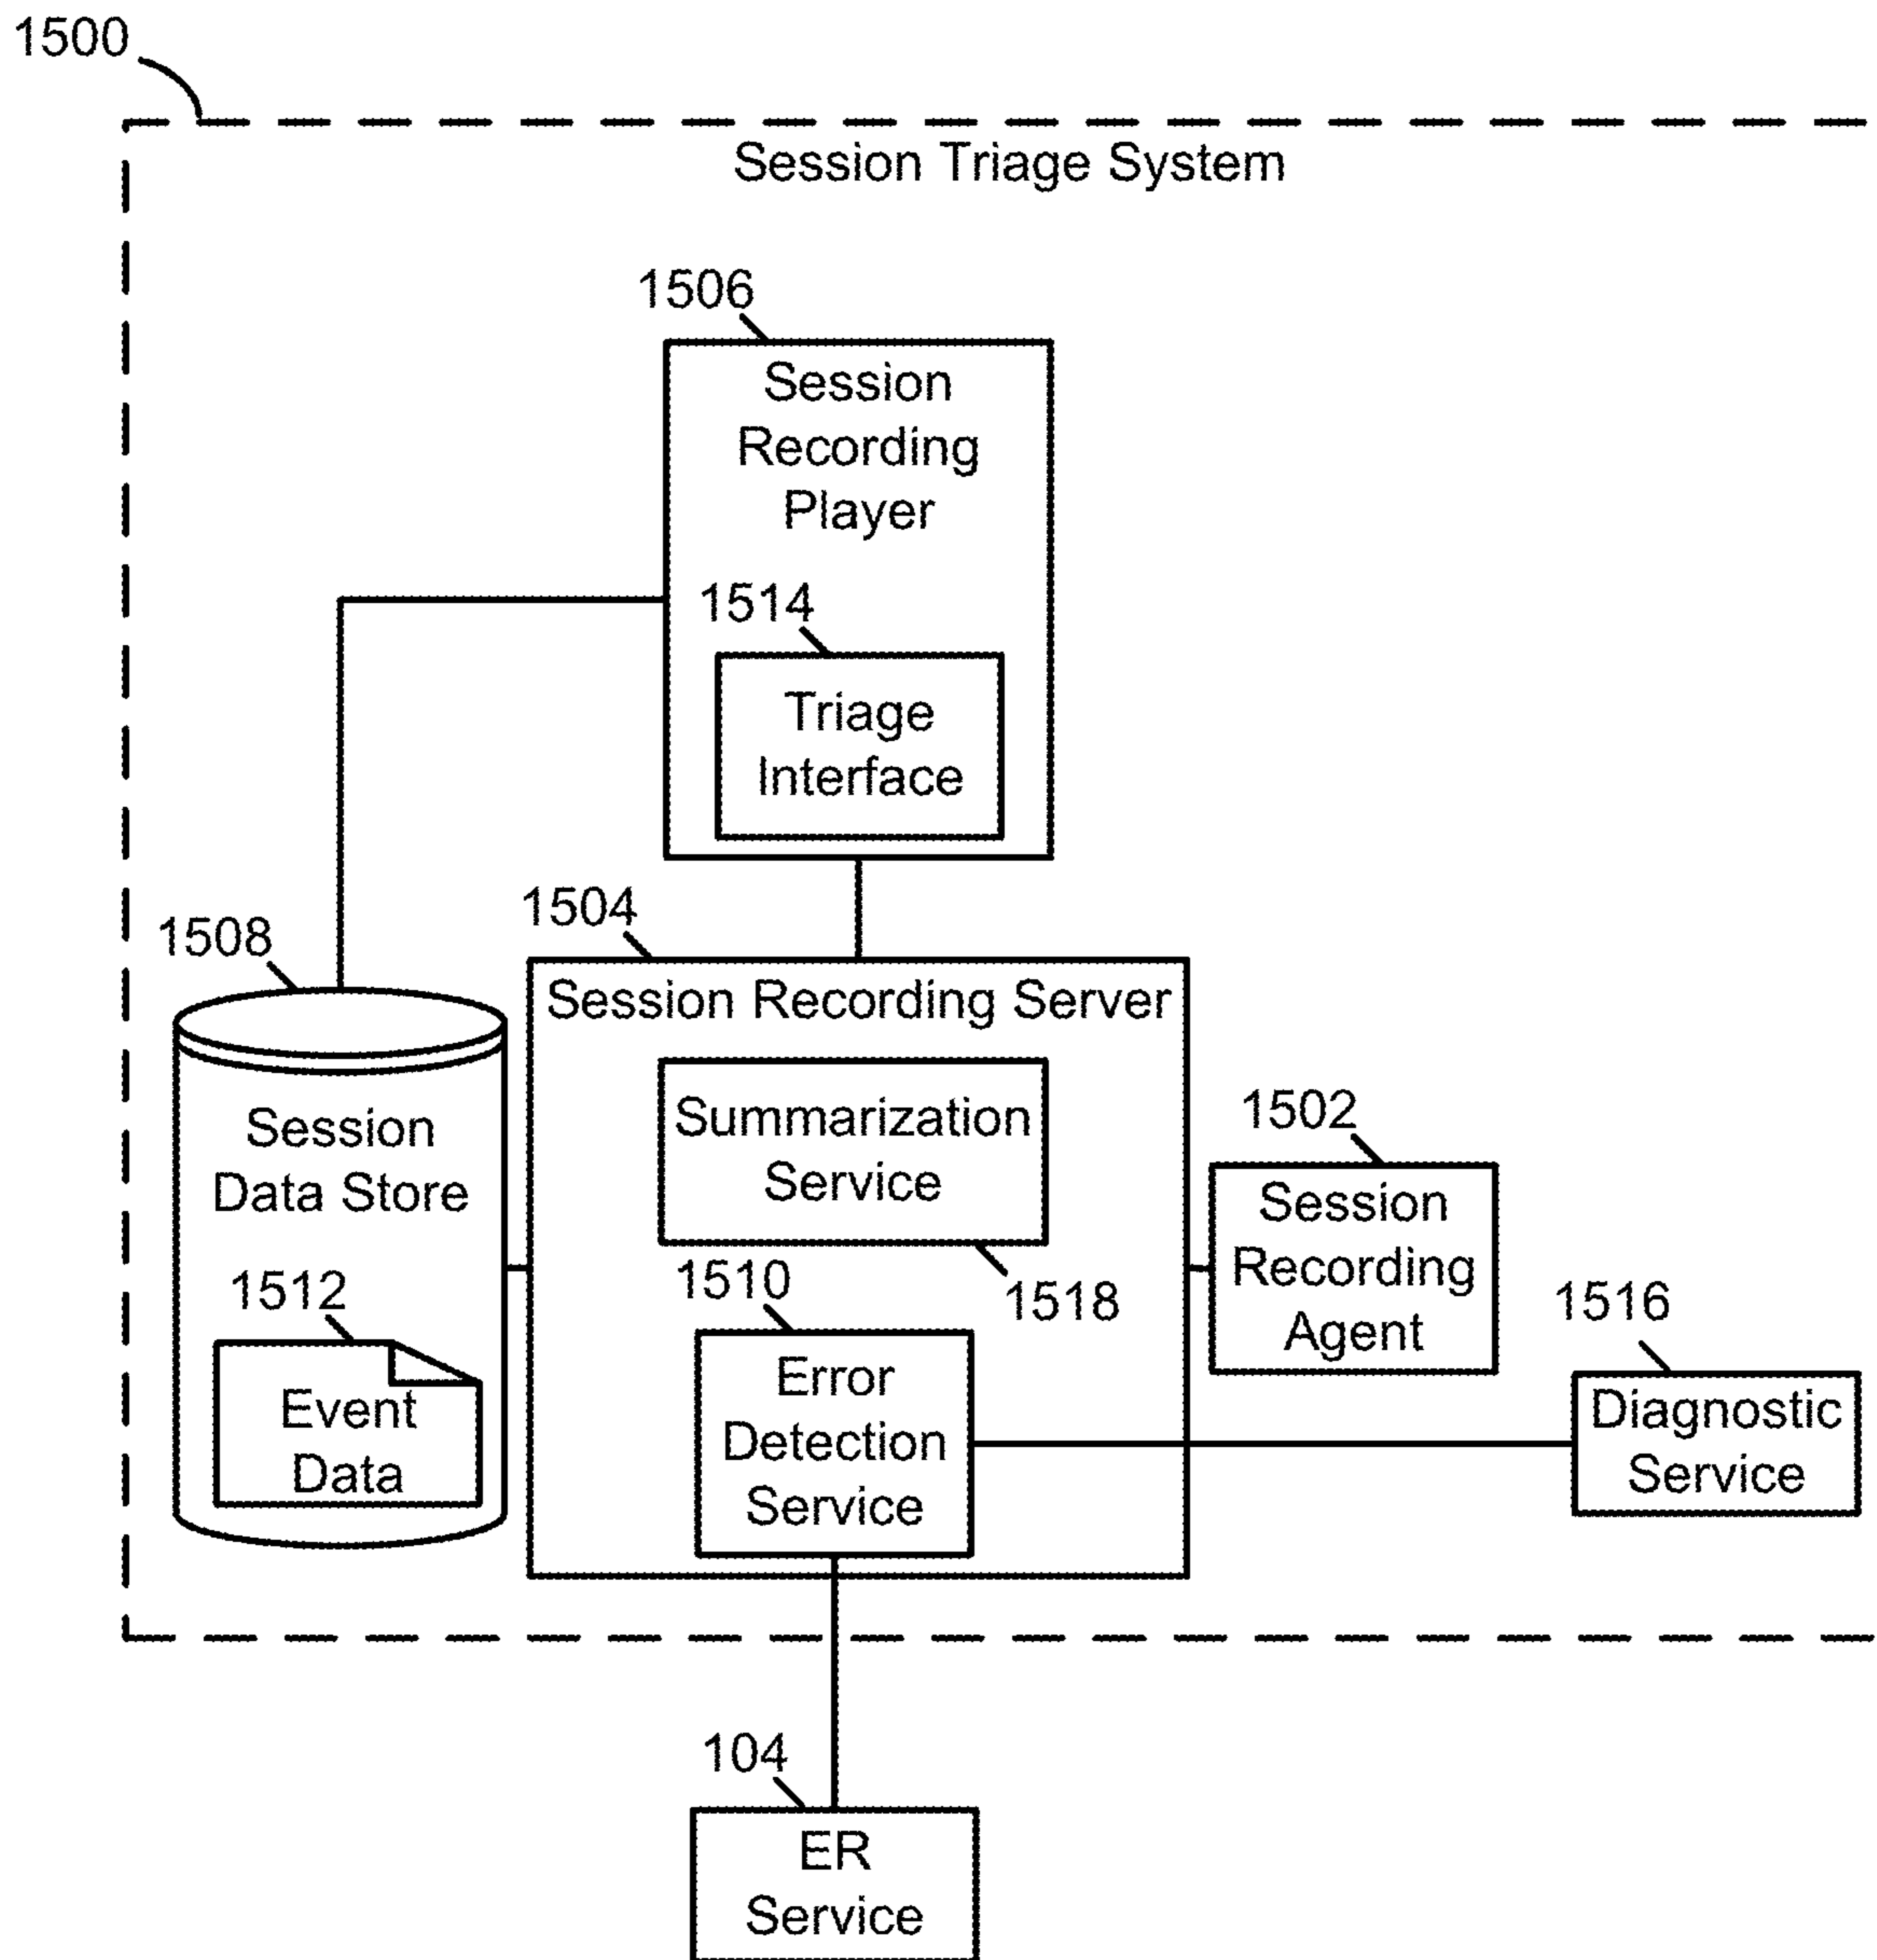 1500
Session Triage System
1506
Session
Recording
Player
1514
Triage
Interface
1508
1504
Session Recording Server
Session
Data Store
Summarization
Service
1518
1502
Session
Recording
Agent
1512
Event
Data
1510
Error
Detection
Service
1516
Diagnostic
Service
104
ER
Service